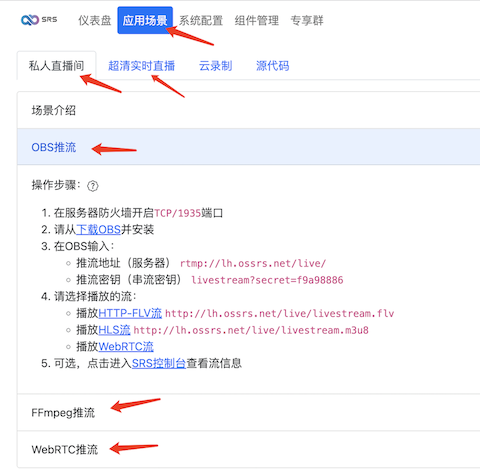 SRS 仪表盘 应用场景 系统配置 组件管理 专享群
私人直播间 超清实时直播 云录制 源代码
场景介绍
OBS推流
操作步骤： ?
1. 在服务器防火墙开启TCP/1935端口
2. 请从下载OBS并安装
3. 在OBS输入：
推流地址（服务器） rtmp://lh.ossrs.net/live/
推流密钥（串流密钥） livestream?secret=f9a98886
4. 请选择播放的流：
播放HTTP-FLV流 http://lh.ossrs.net/live/livestream.flv
播放HLS流 http://lh.ossrs.net/live/livestream.m3u8
播放WebRTC流
5. 可选，点击进入SRS控制台查看流信息
FFmpeg推流
WebRTC推流